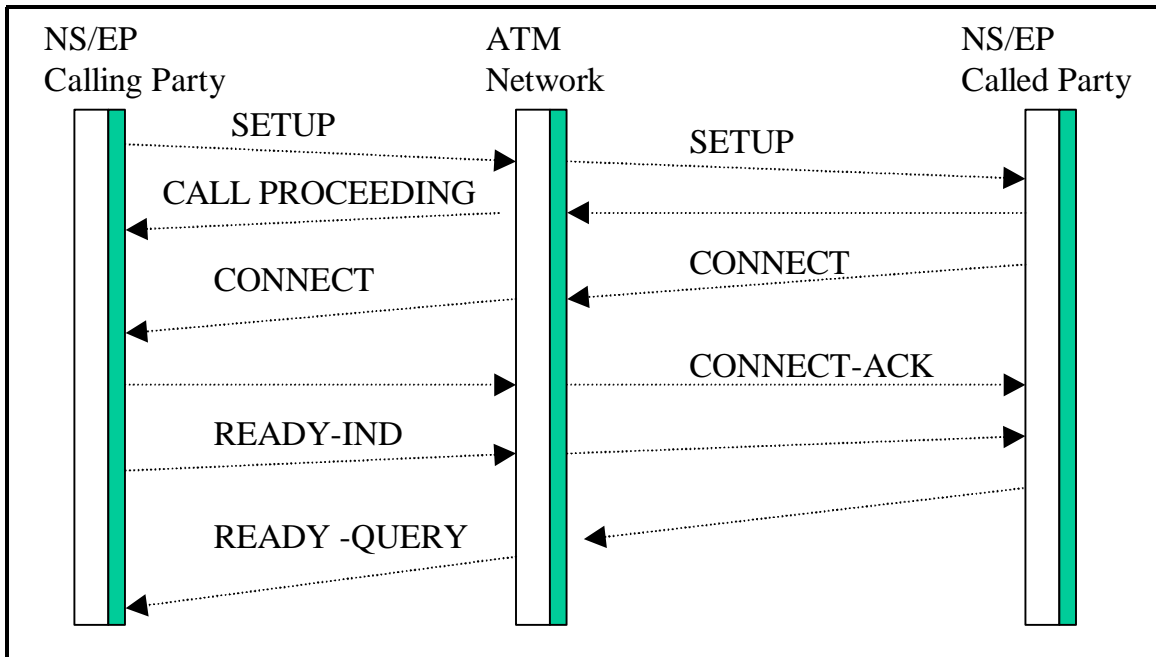 NS/EP
Calling Party
ATM
Network
NS/EP
Called Party
SETUP
SETUP
CALL PROCEEDING
CONNECT
CONNECT
CONNECT-ACK
READY-IND
READY -QUERY